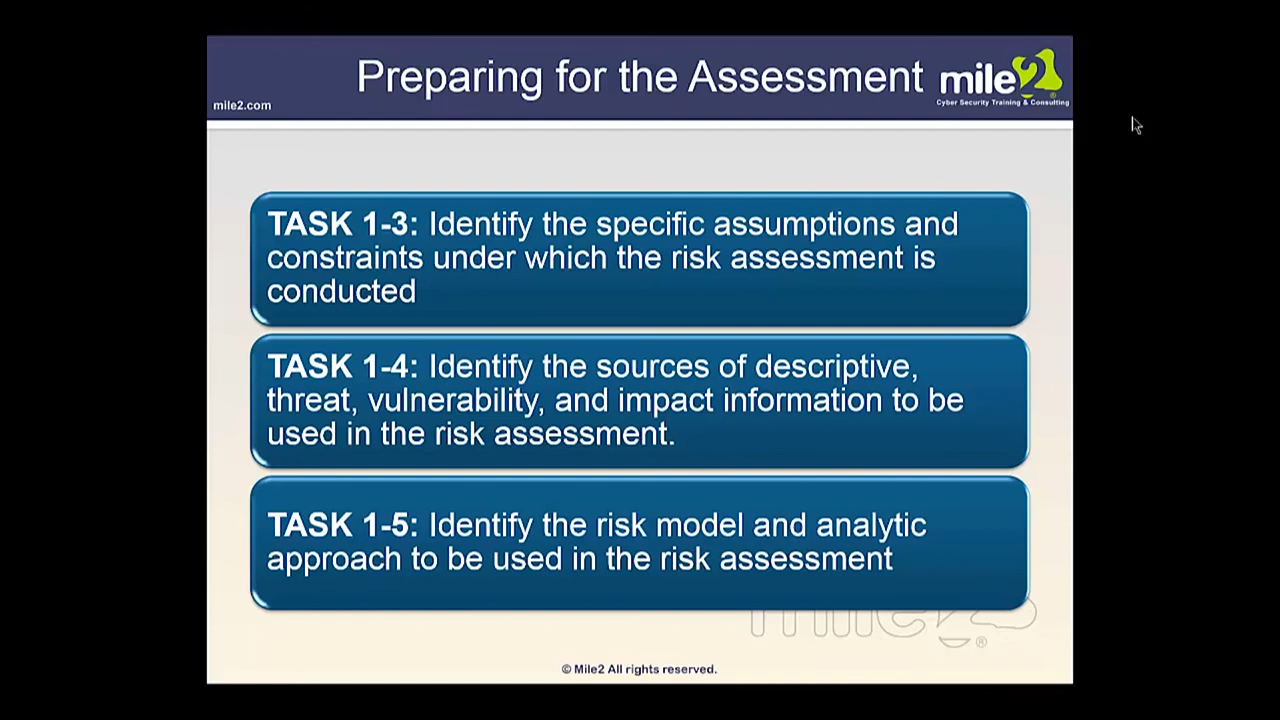 Preparing for the Assessment
mile2
®
Cyber Security Training & Consulting
mile2.com
TASK 1-3: Identify the specific assumptions and
constraints under which the risk assessment is
conducted
TASK 1-4: Identify the sources of descriptive,
threat, vulnerability, and impact information to be
used in the risk assessment.
TASK 1-5: Identify the risk model and analytic
approach to be used in the risk assessment
mile2
®
© Mile2 All rights reserved.